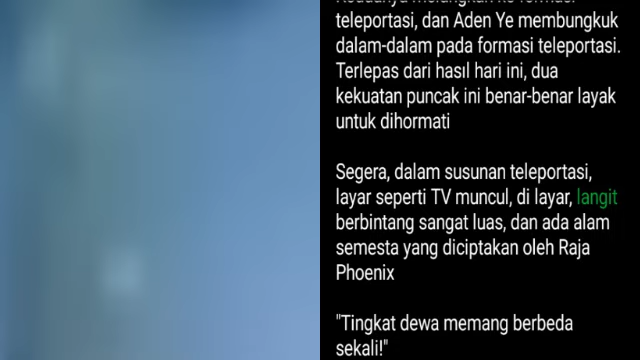 teleportasi, dan Aden Ye membungkuk
dalam-dalam pada formasi teleportasi.
Terlepas dari hasil hari ini, dua
kekuatan puncak ini benar-benar layak
untuk dihormati
Segera, dalam susunan teleportasi,
layar seperti TV muncul, di layar, langit
berbintang sangat luas, dan ada alam
semesta yang diciptakan oleh Raja
Phoenix
"Tingkat dewa memang berbeda
sekali!"